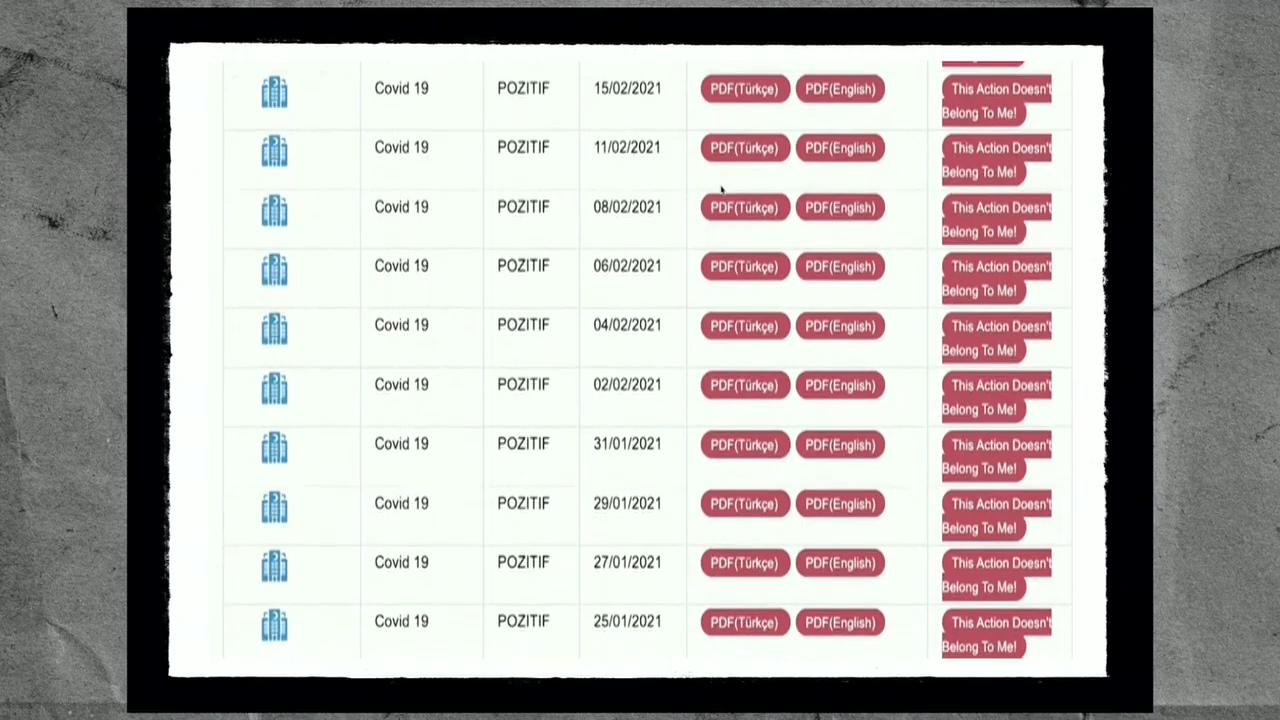 Covid 19 POZITIF 15/02/2021 PDF(Türkçe) PDF(English) This Action Doesn't
Belong To Me!
Covid 19 POZITIF 11/02/2021 PDF(Türkçe) PDF(English) This Action Doesn't
Belong To Me!
Covid 19 POZITIF 08/02/2021 PDF(Türkçe) PDF(English) This Action Doesn't
Belong To Me!
Covid 19 POZITIF 06/02/2021 PDF(Türkçe) PDF(English) This Action Doesn't
Belong To Me!
Covid 19 POZITIF 04/02/2021 PDF(Türkçe) PDF(English) This Action Doesn't
Belong To Me!
Covid 19 POZITIF 02/02/2021 PDF(Türkçe) PDF(English) This Action Doesn't
Belong To Me!
Covid 19 POZITIF 31/01/2021 PDF(Türkçe) PDF(English) This Action Doesn't
Belong To Me!
Covid 19 POZITIF 29/01/2021 PDF(Türkçe) PDF(English) This Action Doesn't
Belong To Me!
Covid 19 POZITIF 27/01/2021 PDF(Türkçe) PDF(English) This Action Doesn't
Belong To Me!
Covid 19 POZITIF 25/01/2021 PDF(Türkçe) PDF(English) This Action Doesn't
Belong To Me!